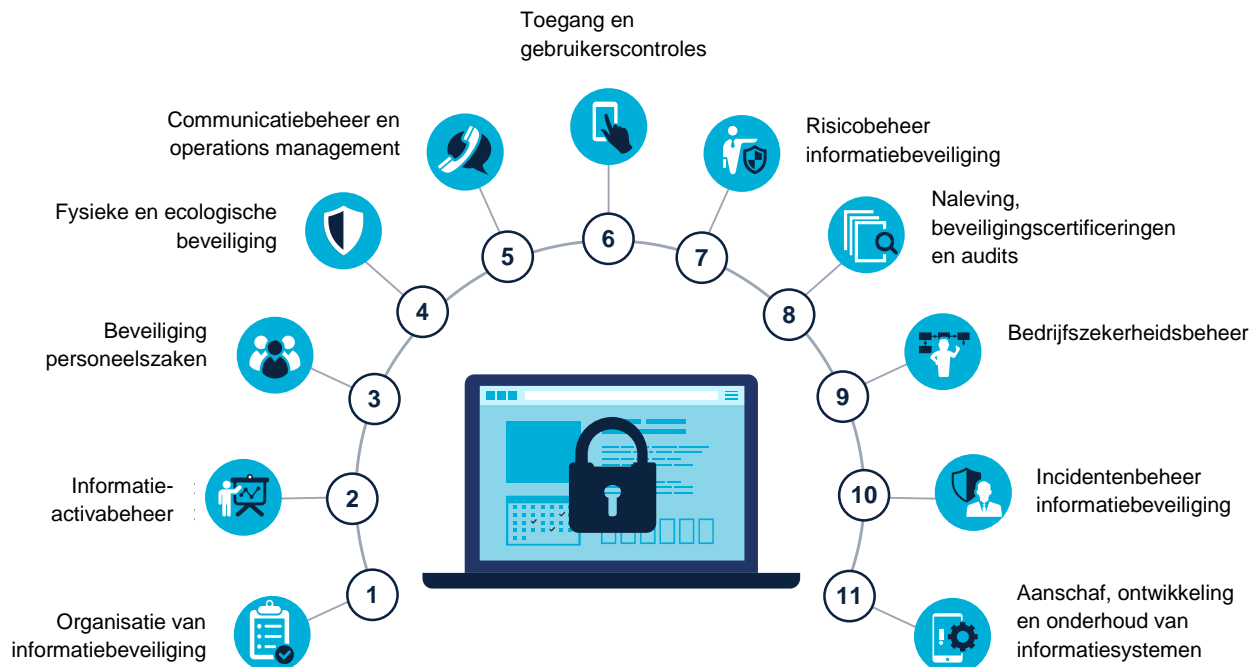 Toegang en
gebruikerscontroles
Communicatiebeheer en
operations management
Risicobeheer
informatiebeveiliging
Fysieke en ecologische
beveiliging
Naleving,
beveiligingscertificeringen
en audits
Beveiliging
personeelszaken
Bedrijfszekerheidsbeheer
Informatie-
activabeheer
Incidentenbeheer
informatiebeveiliging
Organisatie van
informatiebeveiliging
Aanschaf, ontwikkeling
en onderhoud van
informatiesystemen
1
2
3
4
5
6
7
8
9
10
11